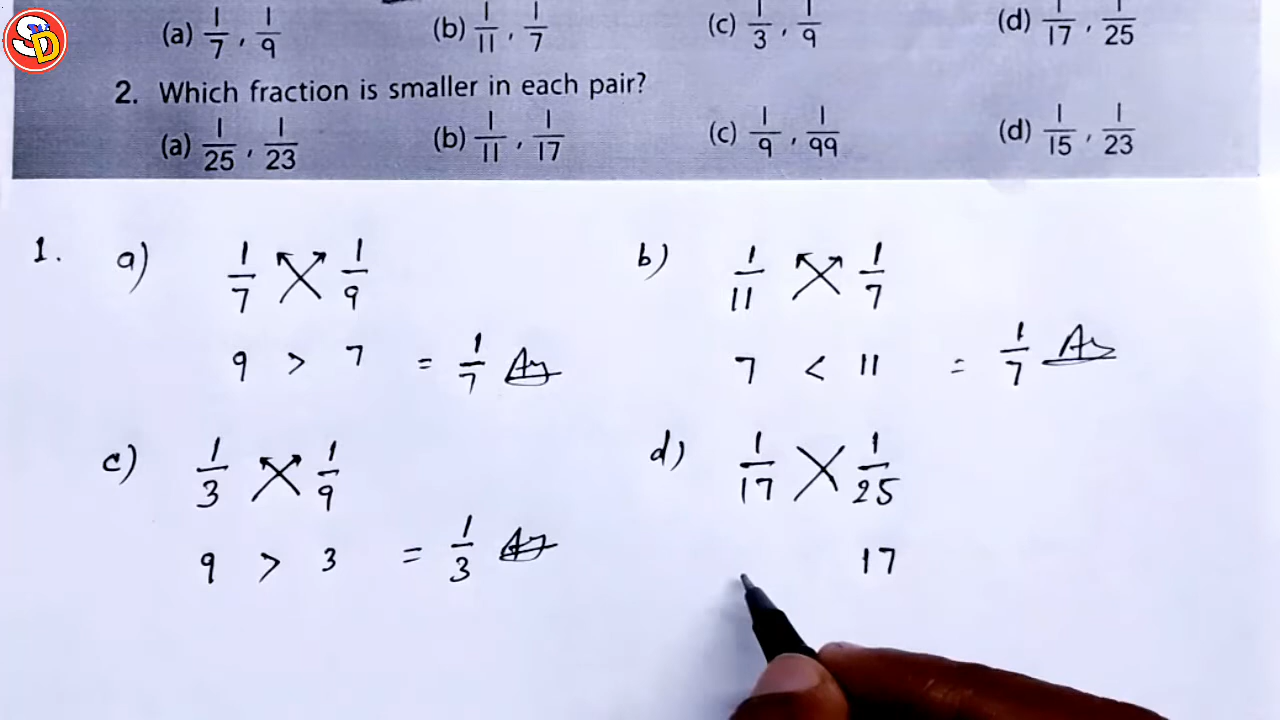 SD
(a) 1/7 , 1/9 (b) 1/11 , 1/7 (c) 1/3 , 1/9 (d) 1/17 , 1/25
2. Which fraction is smaller in each pair?
(a) 1/25 , 1/23 (b) 1/11 , 1/17 (c) 1/9 , 1/99 (d) 1/15 , 1/23
1. a) 1/7 1/9 b) 1/11 1/7
9 > 7 = 1/7 7 < 11 = 1/7
c) 1/3 1/9 d) 1/17 1/25
9 > 3 = 1/3 17